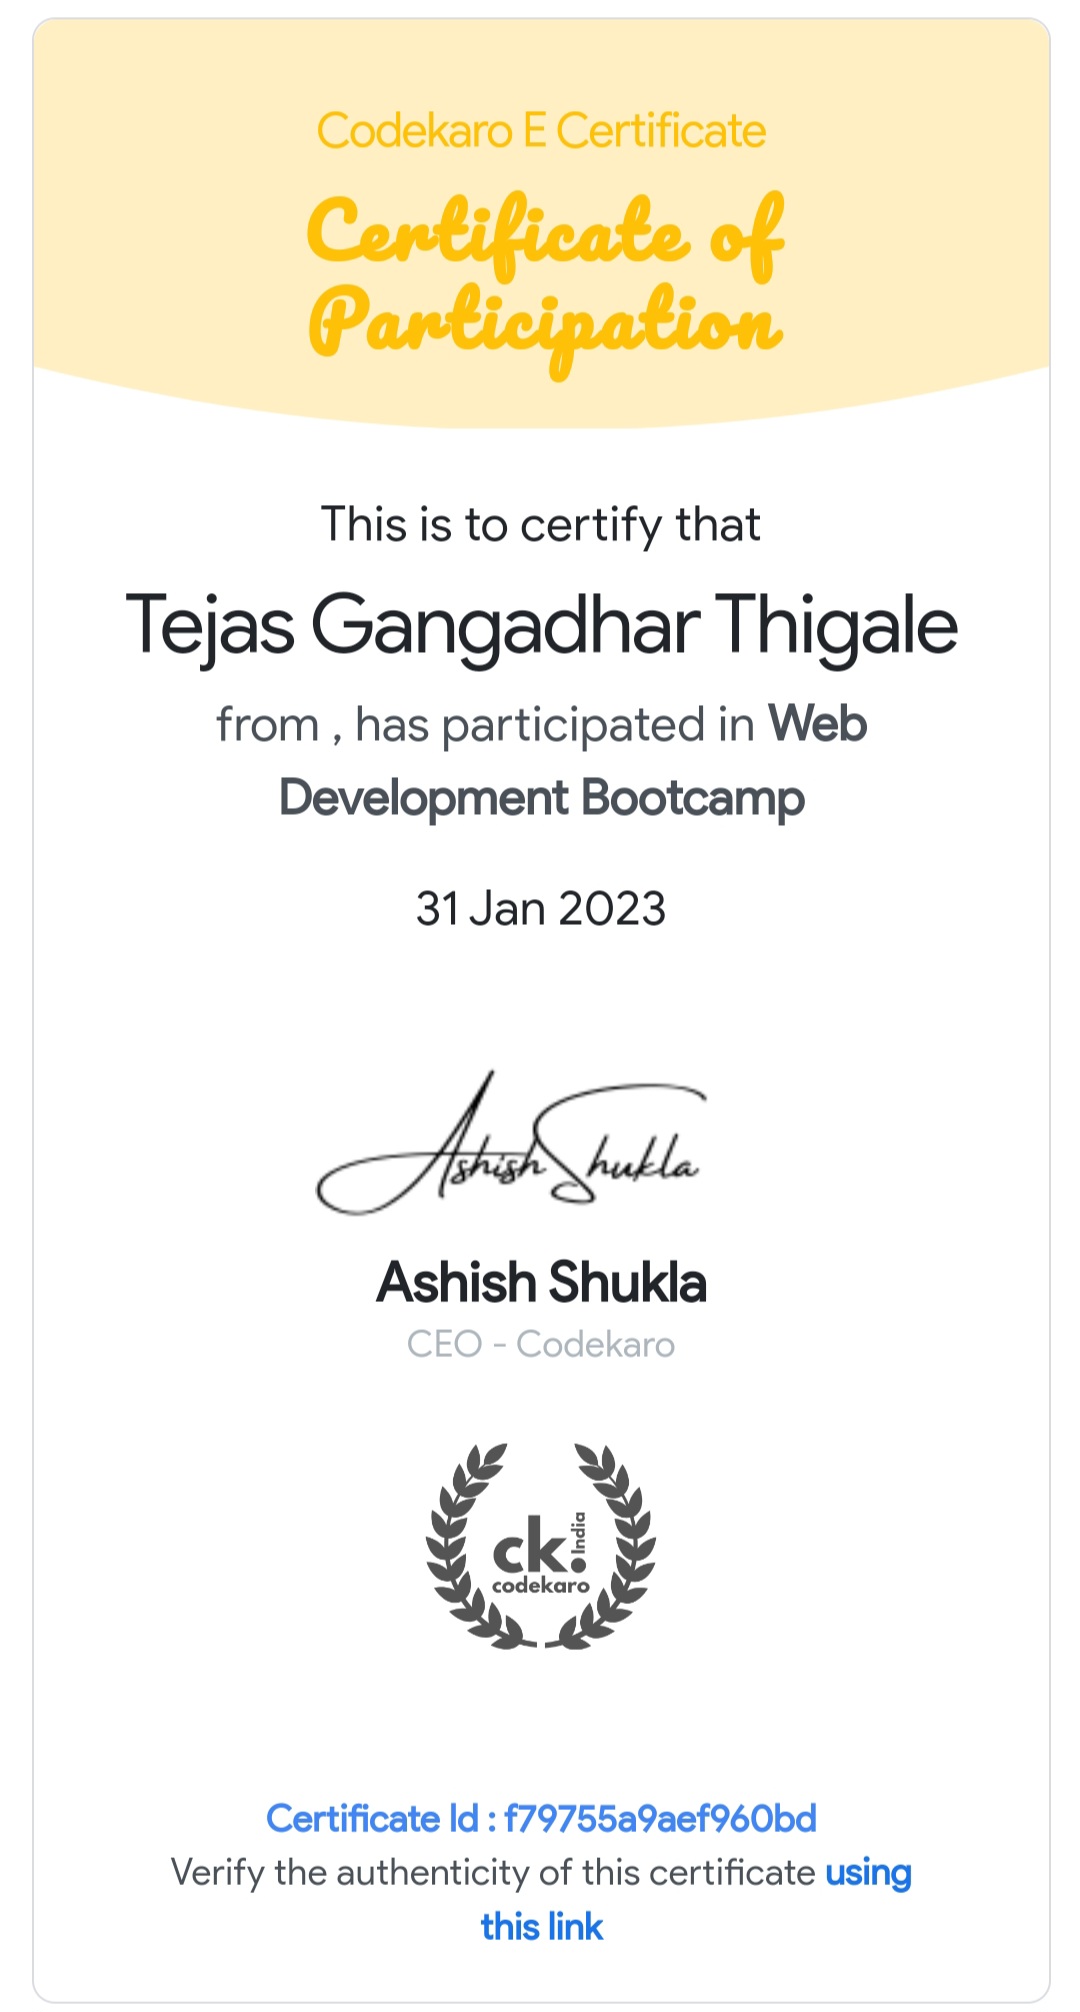 Codekaro E Certificate
Certificate of
Participation
This is to certify that
Tejas Gangadhar Thigale
from , has participated in Web
Development Bootcamp
31 Jan 2023
Ashish Shukla
Ashish Shukla
CEO - Codekaro
ck. India
codekaro
Certificate Id : f79755a9aef960bd
Verify the authenticity of this certificate using
this link